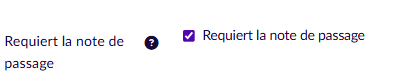 Requiert la note de passage
Requiert la note de
passage